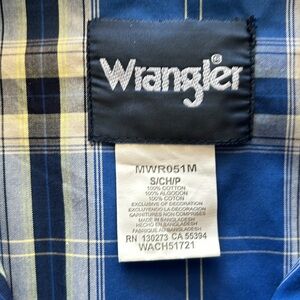 Wrangler®
MWR051M
S/CH/P
100% COTTON
100% ALGODON
100% COTON
EXCLUSIVE OF DECORATION
EXCLUYENDO LA DECORACION
GARNITURES NON COMPRISES
MADE IN BANGLADESH
HECHO EN BANGLADESH
FABRIQUE AU BANGLADESH
RN 130273 CA 55394
WACH51721